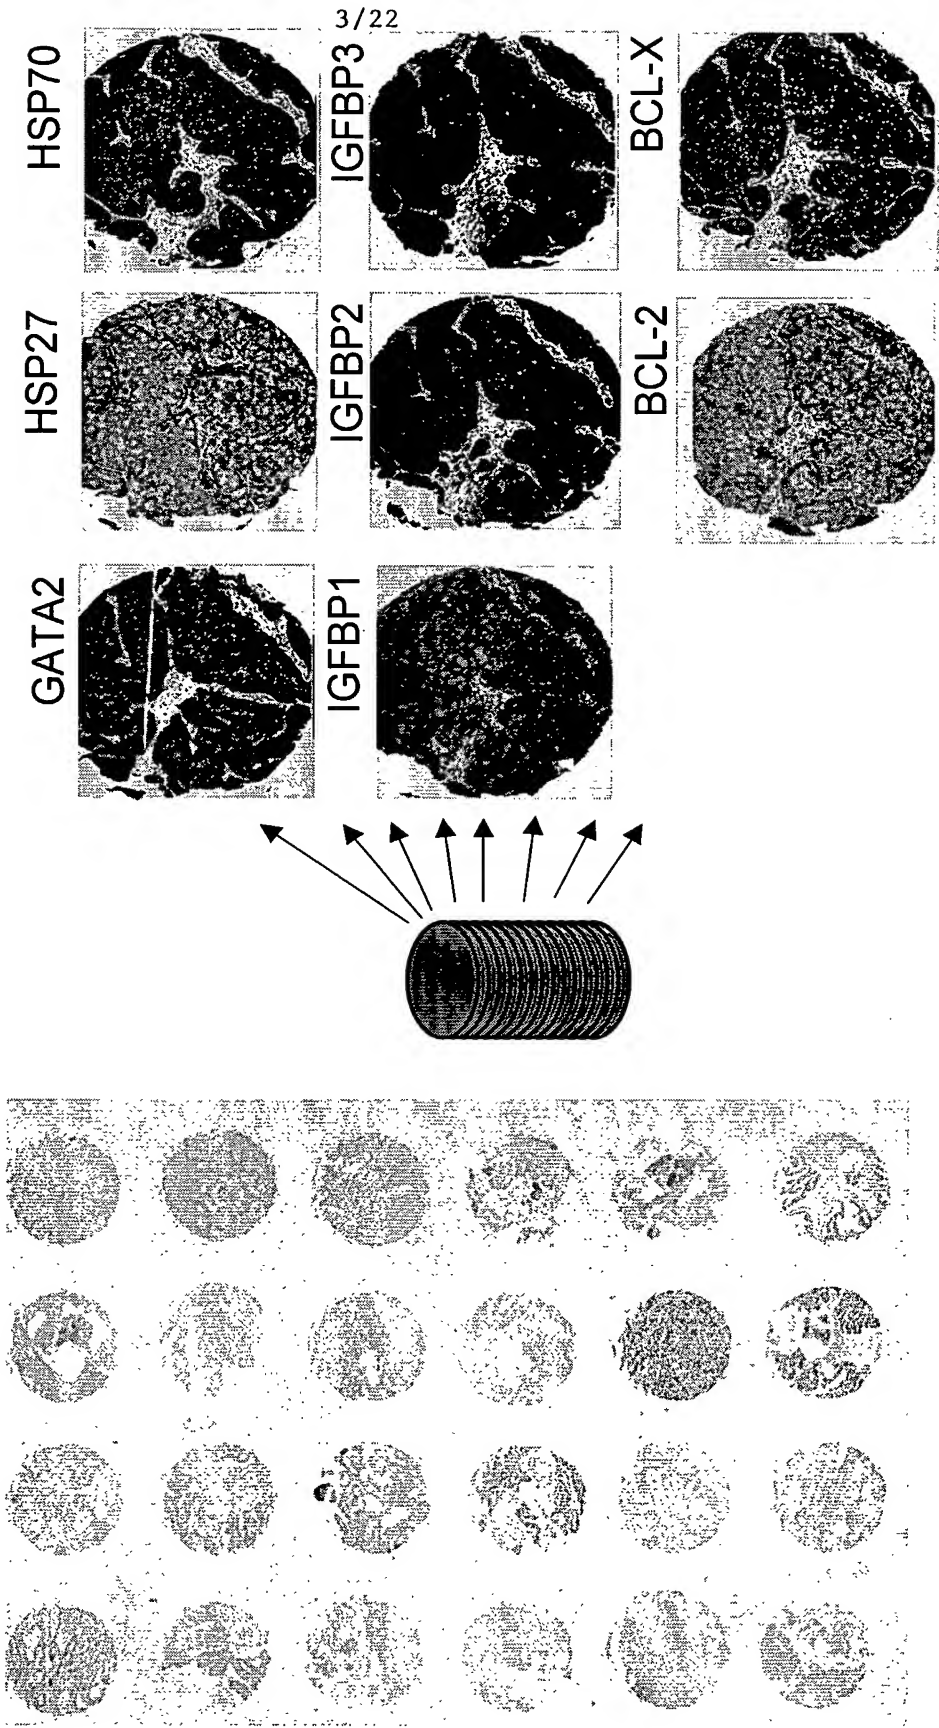 3/22
HSP70
IGFBP3
BCL-X
HSP27
IGFBP2
BCL-2
GATA2
IGFBP1